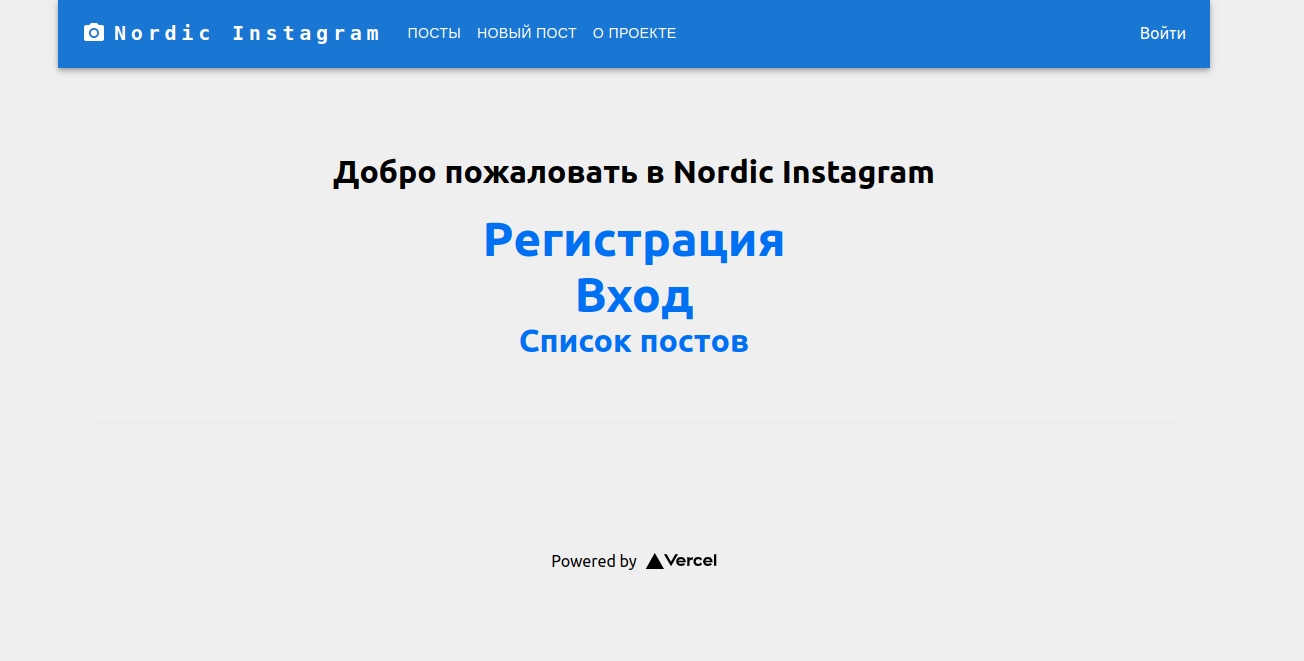 Nordic Instagram ПОСТЫ НОВЫЙ ПОСТ О ПРОЕКТЕ Войти
Добро пожаловать в Nordic Instagram
Регистрация
Вход
Список постов
Powered by Vercel